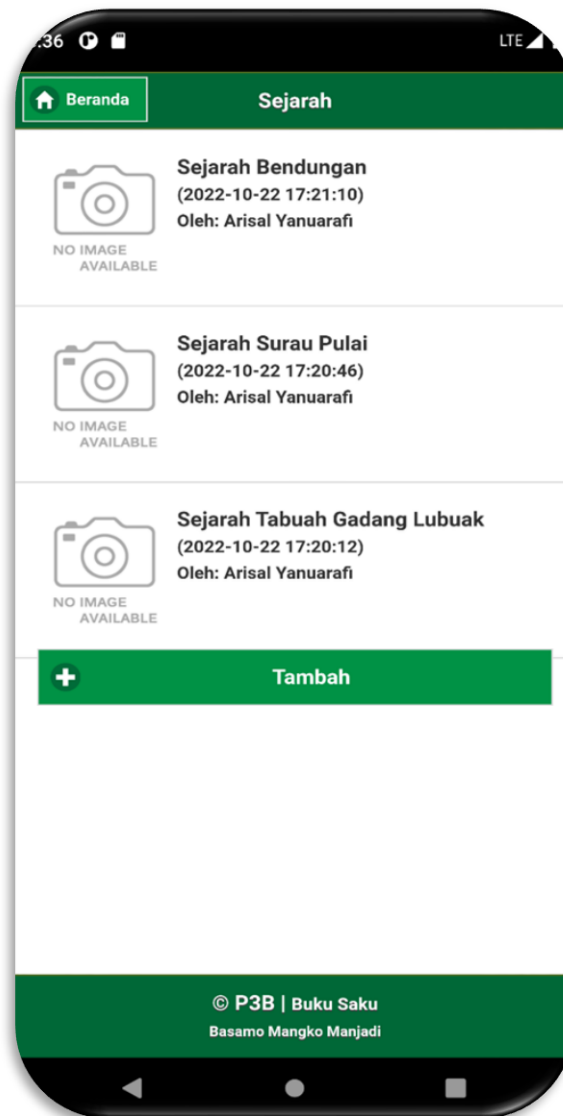 :36 LTE
Beranda
Sejarah
Sejarah Bendungan
(2022-10-22 17:21:10)
Oleh: Arisal Yanuarafi
NO IMAGE
AVAILABLE
Sejarah Surau Pulai
(2022-10-22 17:20:46)
Oleh: Arisal Yanuarafi
NO IMAGE
AVAILABLE
Sejarah Tabuah Gadang Lubuak
(2022-10-22 17:20:12)
Oleh: Arisal Yanuarafi
NO IMAGE
AVAILABLE
Tambah
© P3B | Buku Saku
Basamo Mangko Manjadi